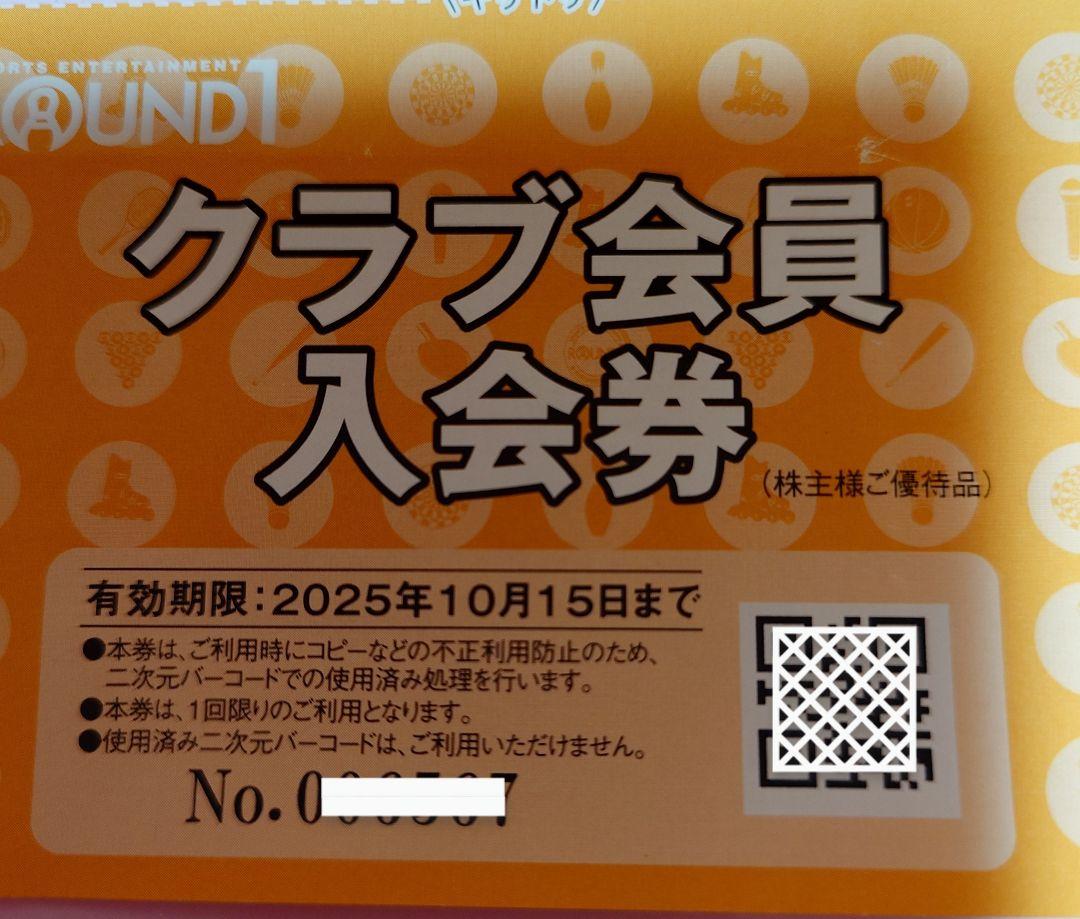 (キリトリ)
ORTS ENTERTAINMENT
ROUND1
クラブ会員
入会券
(株主様ご優待品)
有効期限：2025年10月15日まで
●本券は、ご利用時にコピーなどの不正利用防止のため、
二次元バーコードでの使用済み処理を行います。
●本券は、1回限りのご利用となります。
●使用済み二次元バーコードは、ご利用いただけません。
No.0